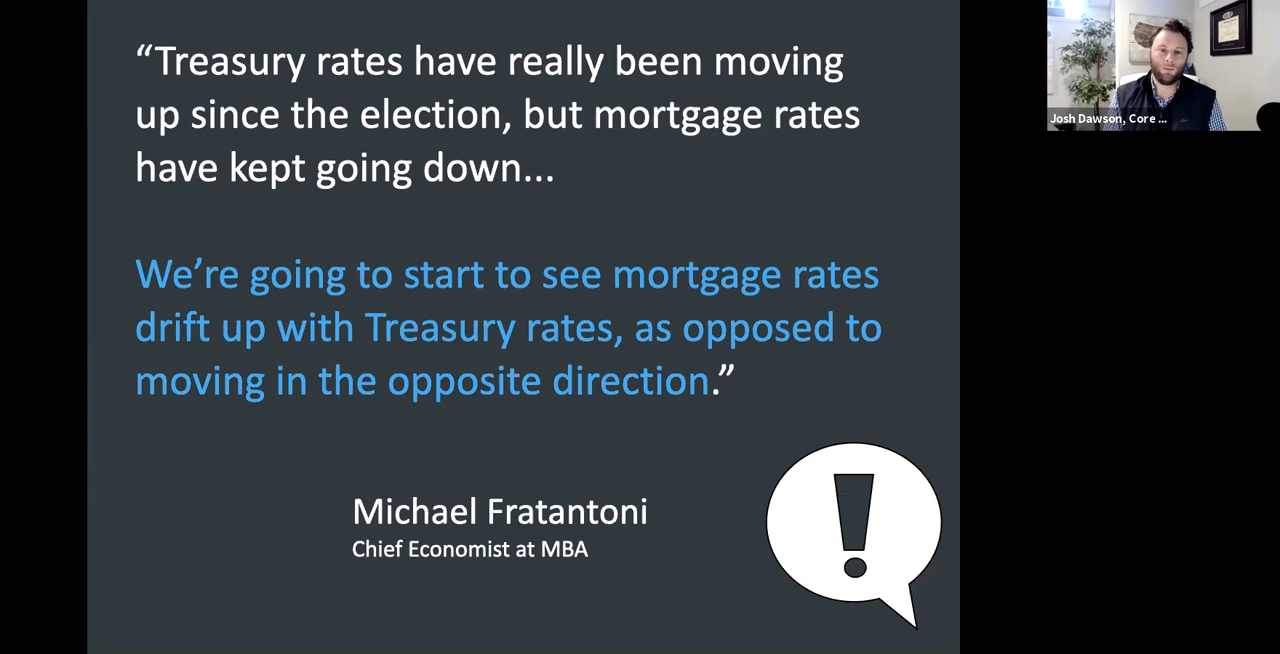 “Treasury rates have really been moving
up since the election, but mortgage rates
have kept going down...
We’re going to start to see mortgage rates
drift up with Treasury rates, as opposed to
moving in the opposite direction.”
Michael Fratantoni
Chief Economist at MBA
Josh Dawson, Core ...